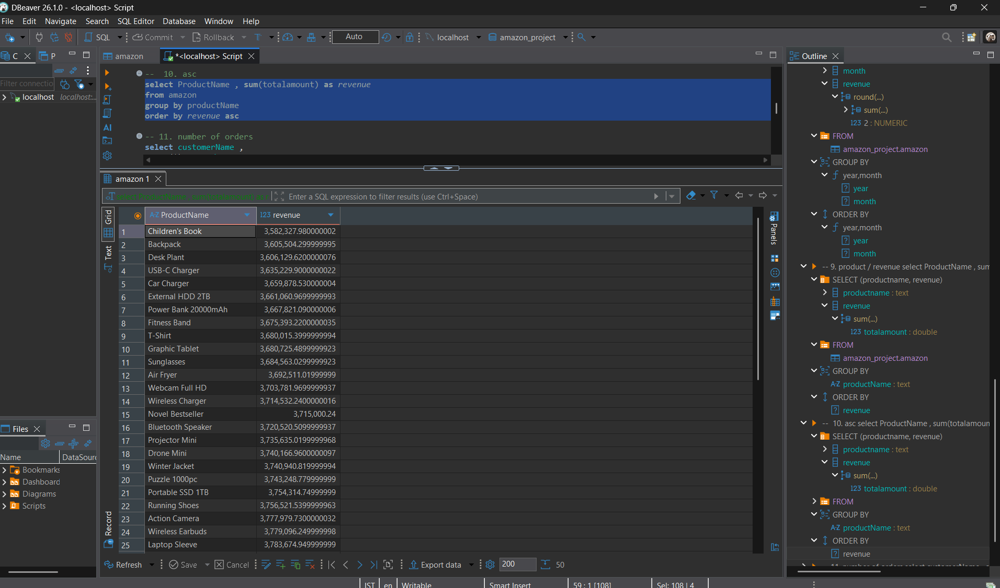 DBeaver 26.1.0 - <localhost> Script
File Edit Navigate Search SQL Editor Database Window Help
SQL Commit Rollback T Auto localhost amazon_project
C P
Filter connectio
localhost localhost:...
amazon *<localhost> Script
-- 10. asc
select ProductName , sum(totalamount) as revenue
from amazon
group by productName
order by revenue asc
-- 11. number of orders
select customerName ,
AI
amazon 1
select ProductName , sum(totalamount) as r Enter a SQL expression to filter results (use Ctrl+Space)
Grid
Text
Record
A-Z ProductName 123 revenue
1 Children's Book 3,582,327.980000002
2 Backpack 3,605,504.299999995
3 Desk Plant 3,606,129.6200000076
4 USB-C Charger 3,635,229.9000000022
5 Car Charger 3,659,878.530000004
6 External HDD 2TB 3,661,060.9699999993
7 Power Bank 20000mAh 3,667,821.090000006
8 Fitness Band 3,675,393.2200000035
9 T-Shirt 3,680,015.3999999994
10 Graphic Tablet 3,680,725.4899999923
11 Sunglasses 3,684,563.0299999923
12 Air Fryer 3,692,511.01999999
13 Webcam Full HD 3,703,781.9699999937
14 Wireless Charger 3,714,532.2400000016
15 Novel Bestseller 3,715,000.24
16 Bluetooth Speaker 3,720,520.5099999937
17 Projector Mini 3,735,635.0199999968
18 Drone Mini 3,740,166.9600000097
19 Winter Jacket 3,740,940.819999994
20 Puzzle 1000pc 3,743,248.779999999
21 Portable SSD 1TB 3,754,314.74999999
22 Running Shoes 3,756,521.5399999963
23 Action Camera 3,777,979.7300000032
24 Wireless Earbuds 3,779,096.249999998
25 Laptop Sleeve 3,783,674.949999999
Panels
Refresh Save Cancel Export data 200 50
Files
Name DataSourc
Bookmarks
Dashboard
Diagrams
Scripts
Outline
month
revenue
round(...)
sum(...)
123 2 : NUMERIC
FROM
amazon_project.amazon
GROUP BY
year,month
year
month
ORDER BY
year,month
year
month
-- 9. product / revenue select ProductName , sum
SELECT (productname, revenue)
productname : text
revenue
sum(...)
123 totalamount : double
FROM
amazon_project.amazon
GROUP BY
A-Z productName : text
ORDER BY
revenue
-- 10. asc select ProductName , sum(totalamoun
SELECT (productname, revenue)
productname : text
revenue
sum(...)
123 totalamount : double
FROM
GROUP BY
A-Z productName : text
ORDER BY
revenue
11. number of orders select customerName
IST en Writable Smart Insert 59 : 1 [108] Sel: 108 | 4